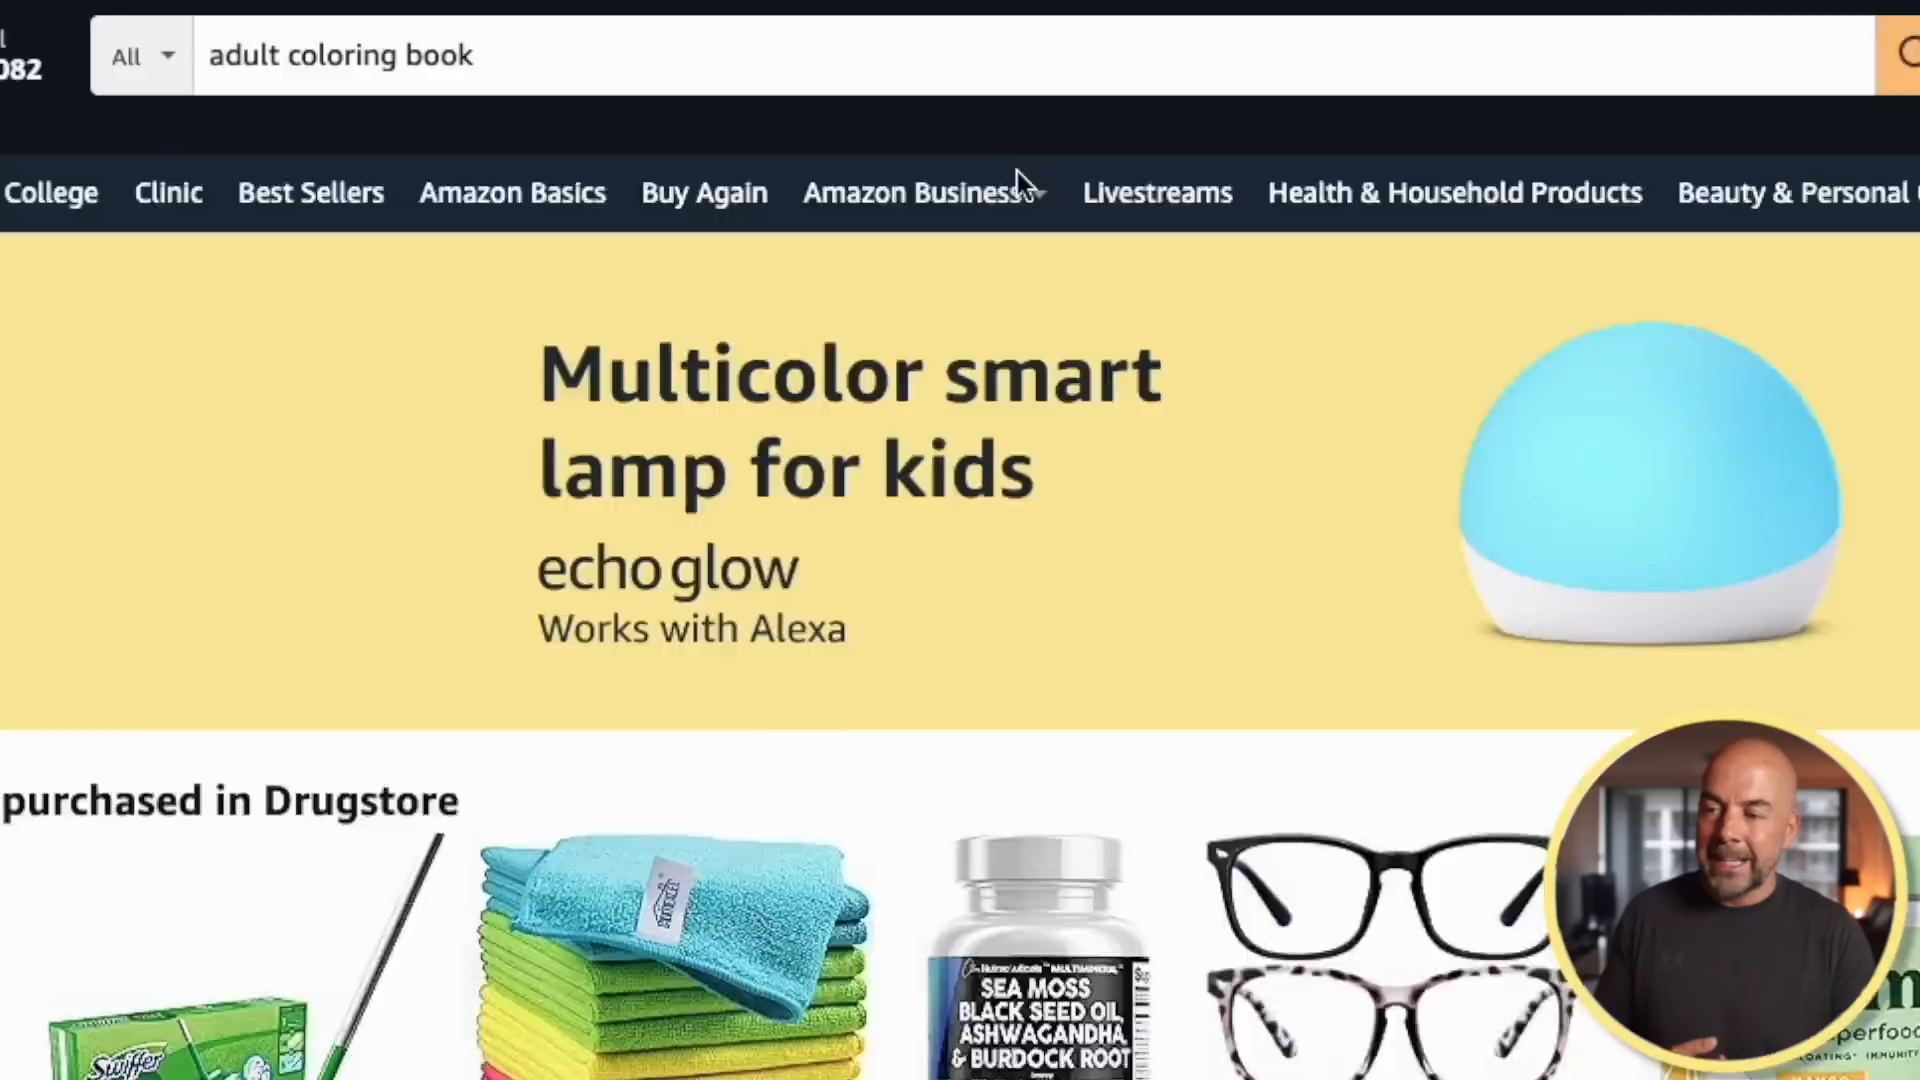 082
All
adult coloring book
College
Clinic
Best Sellers
Amazon Basics
Buy Again
Amazon Business
Livestreams
Health & Household Products
Beauty & Personal
Multicolor smart
lamp for kids
echo glow
Works with Alexa
purchased in Drugstore
Swiffer
SEA MOSS
BLACK SEED OIL,
ASHWAGANDHA
& BURDOCK ROOT